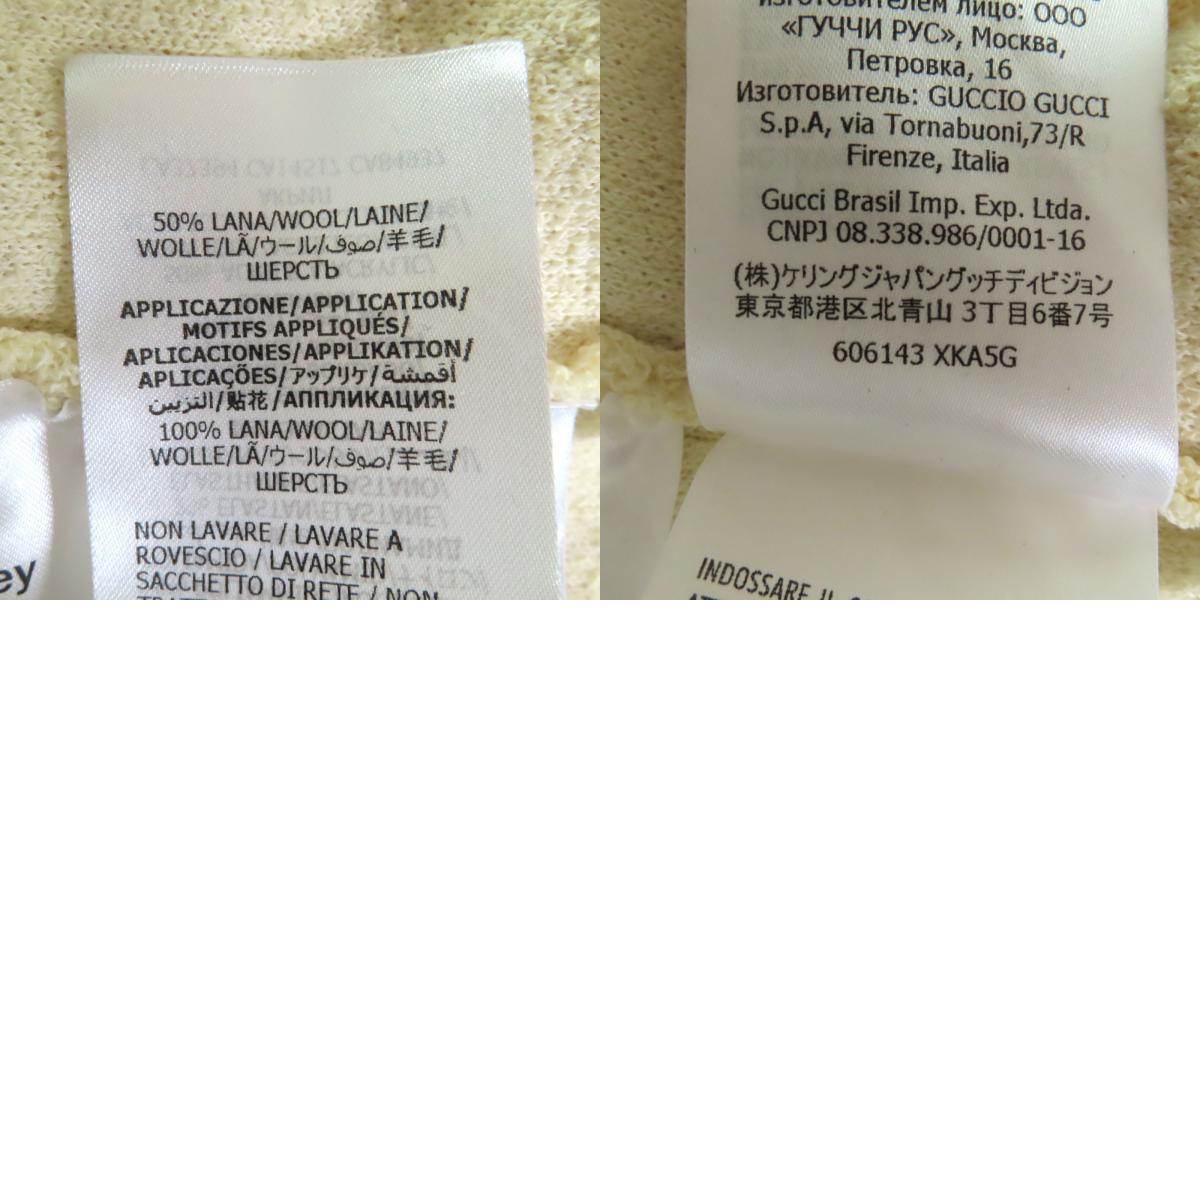 50% LANA/WOOL/LAINE/
WOLLE/LÃ/ウール/صوف/羊毛/
ШЕРСТЬ
APPLICAZIONE/APPLICATION/
MOTIFS APPLIQUÉS/
APLICACIONES/APPLIKATION/
APLICAÇÕES/アップリケ/أقمشة
التزيين/贴花/АППЛИКАЦИЯ:
100% LANA/WOOL/LAINE/
WOLLE/LÃ/ウール/صوف/羊毛/
ШЕРСТЬ
NON LAVARE / LAVARE A
ROVESCIO / LAVARE IN
SACCHETTO DI RETE / NON
ey
изготовителем лицо: ООО
«ГУЧЧИ РУС», Москва,
Петровка, 16
Изготовитель: GUCCIO GUCCI
S.p.A, via Tornabuoni,73/R
Firenze, Italia
Gucci Brasil Imp. Exp. Ltda.
CNPJ 08.338.986/0001-16
(株)ケリングジャパングッチディビジョン
東京都港区北青山 3丁目6番7号
606143 XKA5G
INDOSSARE IL